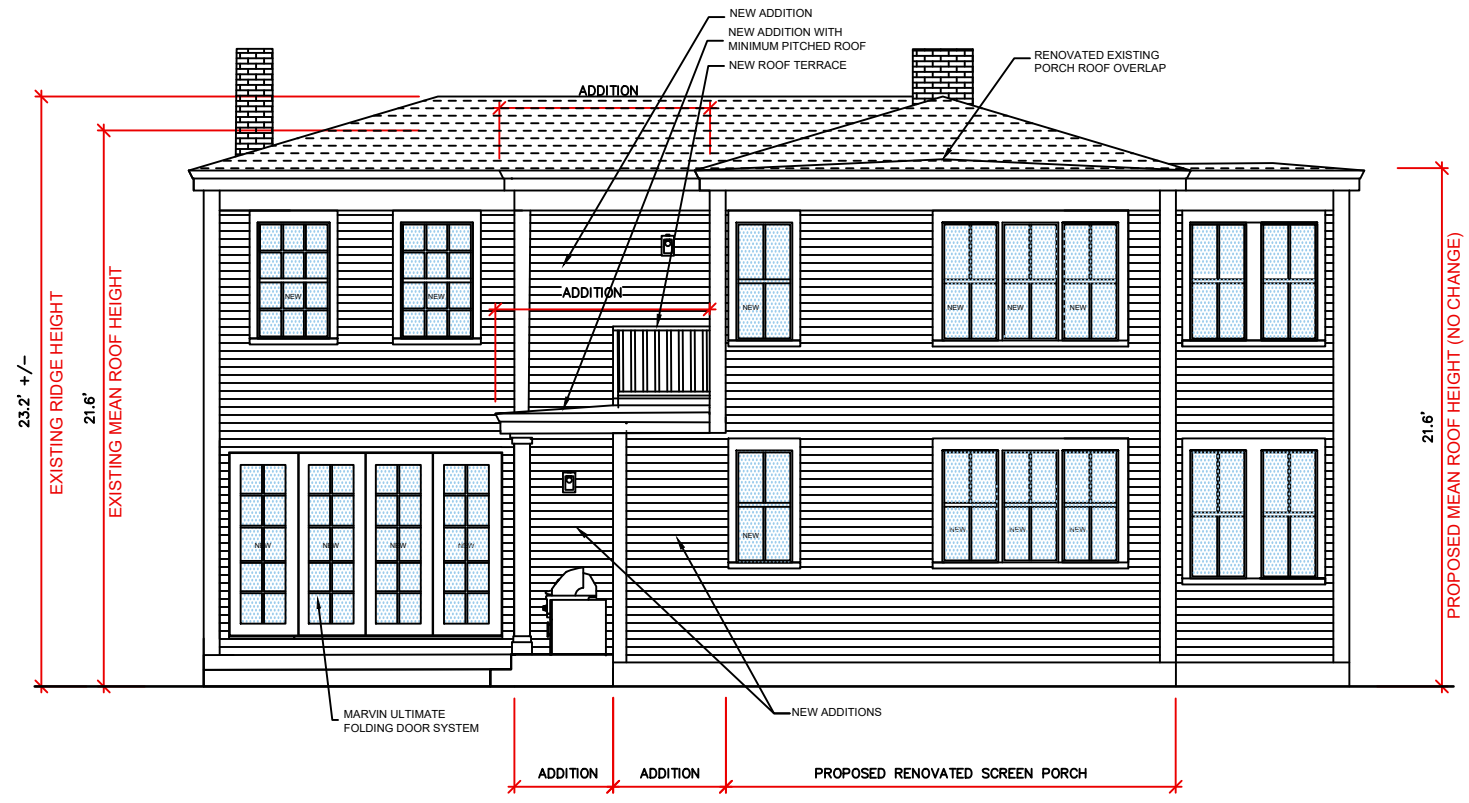 NEW ADDITION
NEW ADDITION WITH
MINIMUM PITCHED ROOF
NEW ROOF TERRACE
RENOVATED EXISTING
PORCH ROOF OVERLAP
ADDITION
ADDITION
23.2' +/-
EXISTING RIDGE HEIGHT
21.6'
EXISTING MEAN ROOF HEIGHT
21.6'
PROPOSED MEAN ROOF HEIGHT (NO CHANGE)
NEW
NEW
NEW
NEW
NEW
NEW
NEW
NEW
NEW
NEW
NEW
NEW
NEW
NEW
MARVIN ULTIMATE
FOLDING DOOR SYSTEM
NEW ADDITIONS
ADDITION
ADDITION
PROPOSED RENOVATED SCREEN PORCH